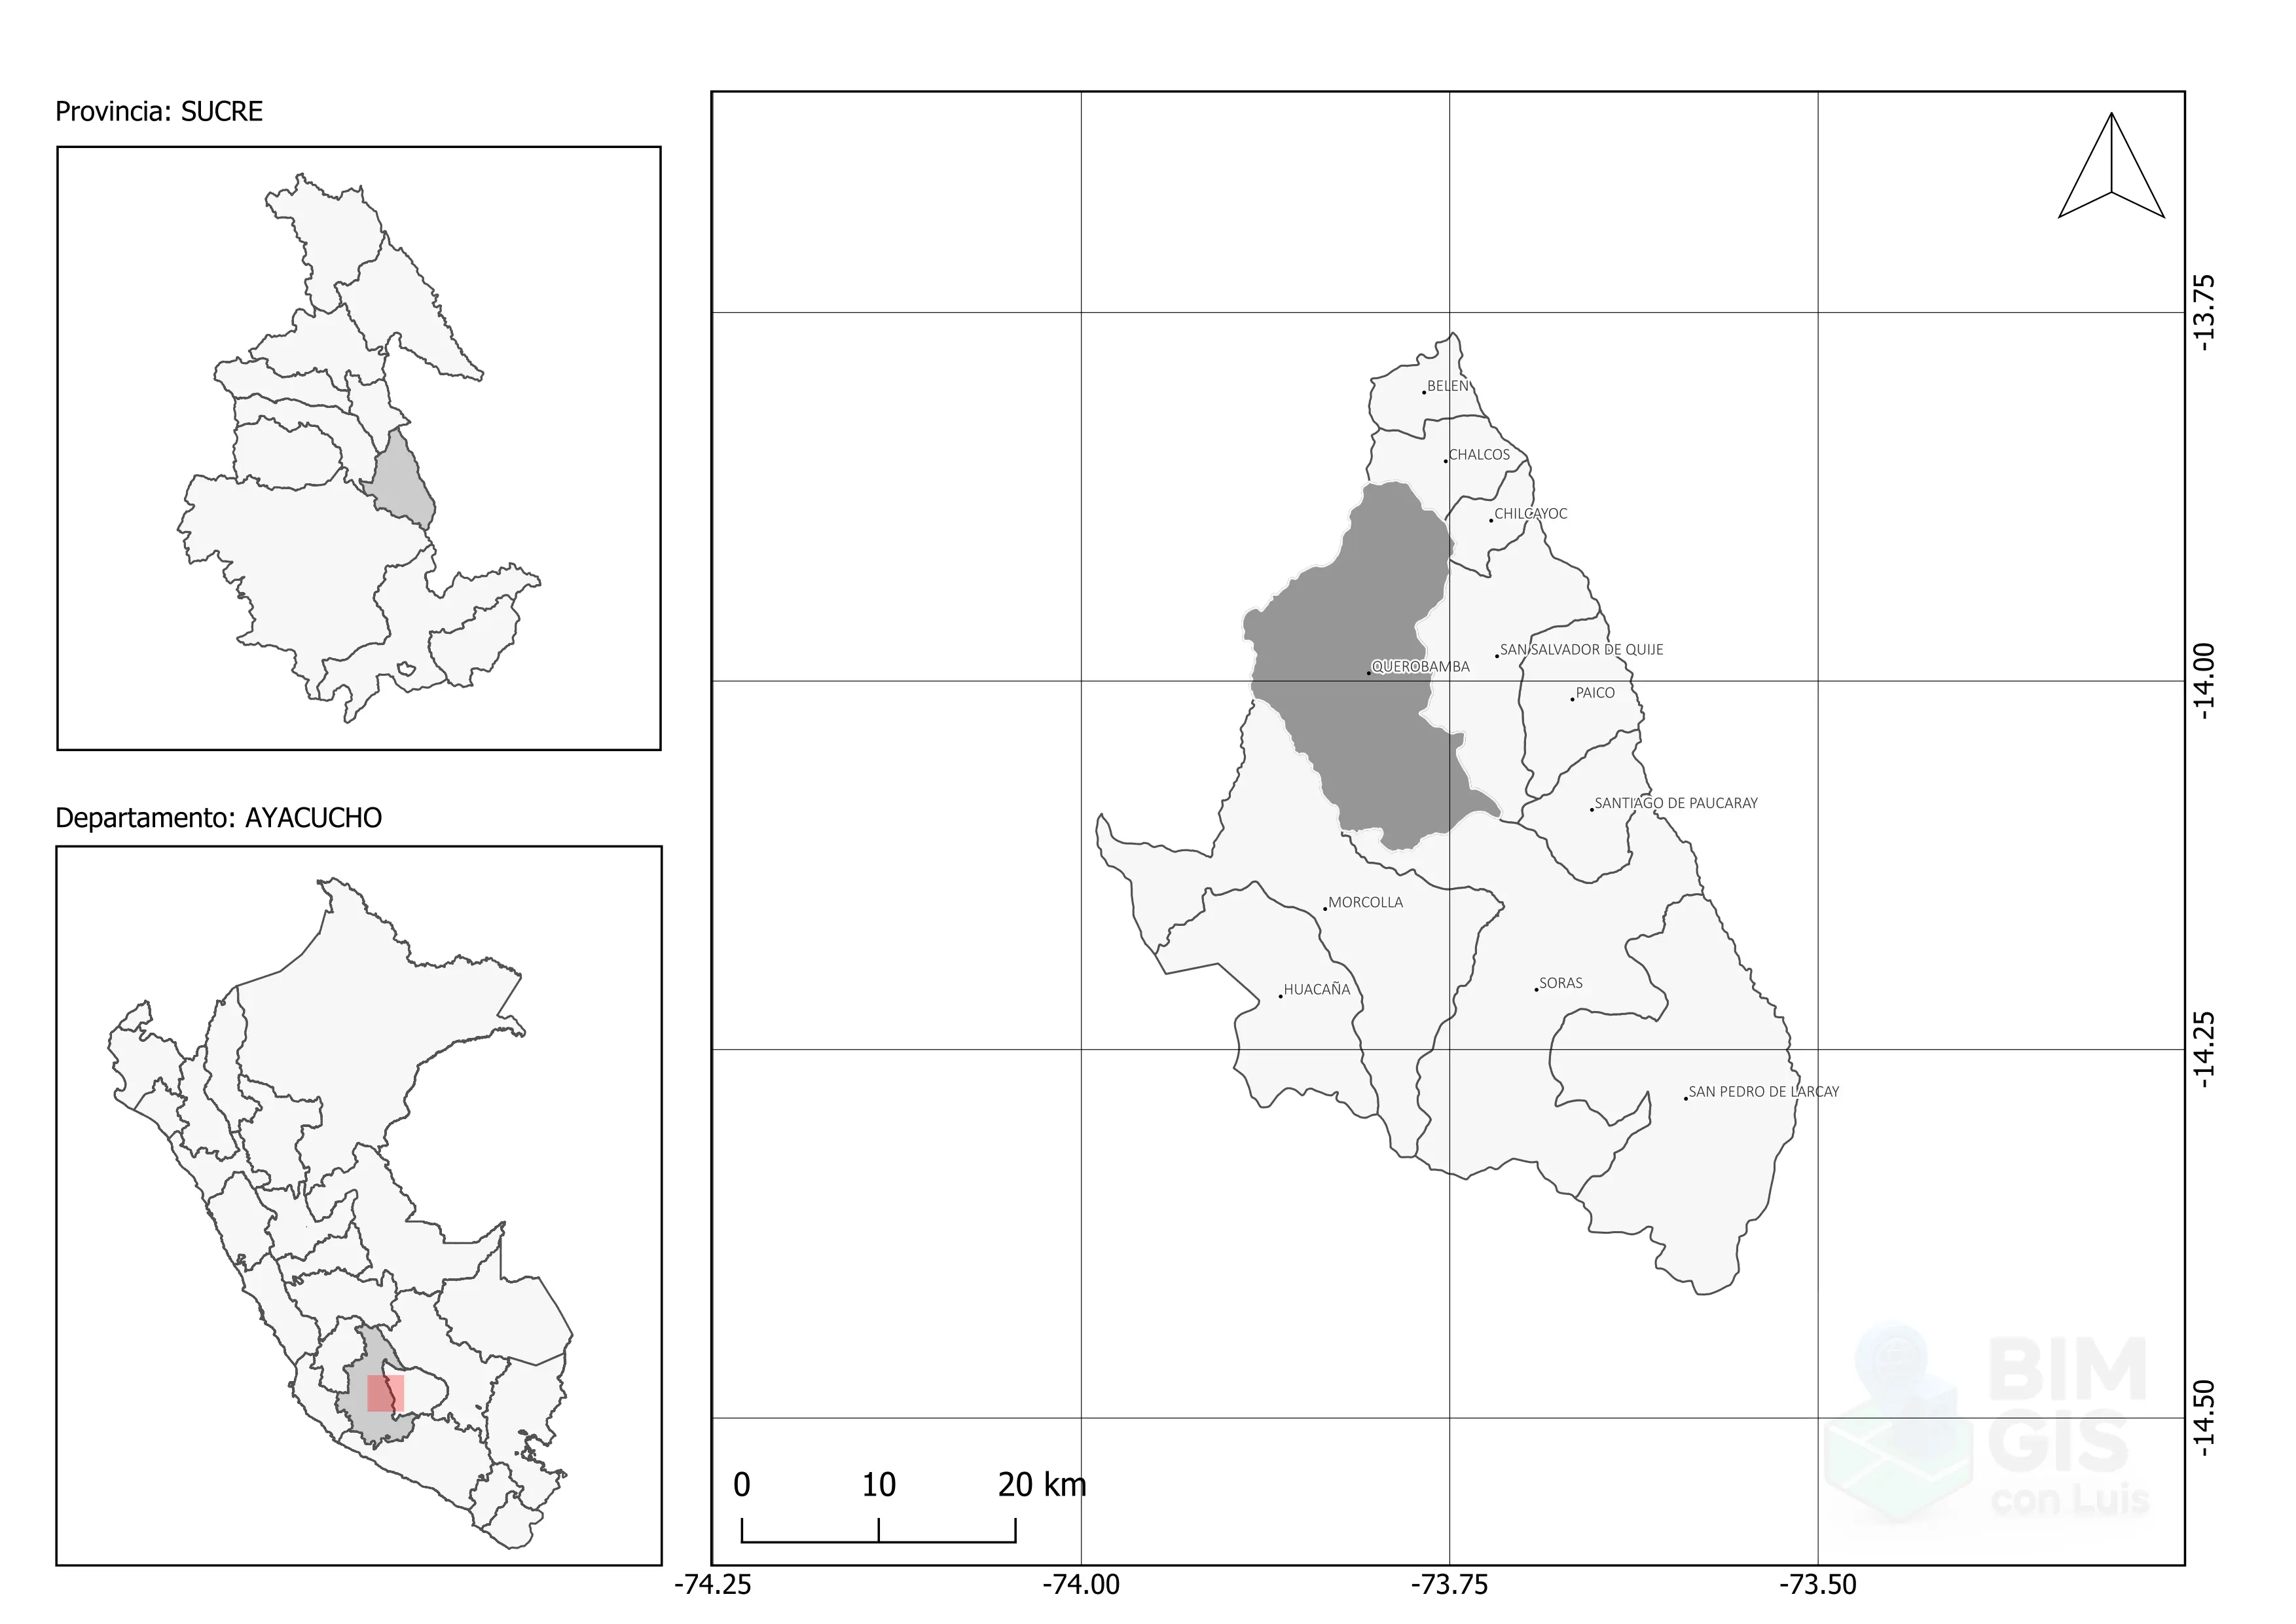 Provincia: SUCRE
Departamento: AYACUCHO
BELEN
CHALCOS
CHILCAYOC
SAN SALVADOR DE QUIJE
QUEROBAMBA
PAICO
SANTIAGO DE PAUCARAY
MORCOLLA
SORAS
HUACAÑA
SAN PEDRO DE LARCAY
-13.75
-14.00
-14.25
-14.50
BIM
GIS
con Luis
0 10 20 km
-74.25 -74.00 -73.75 -73.50